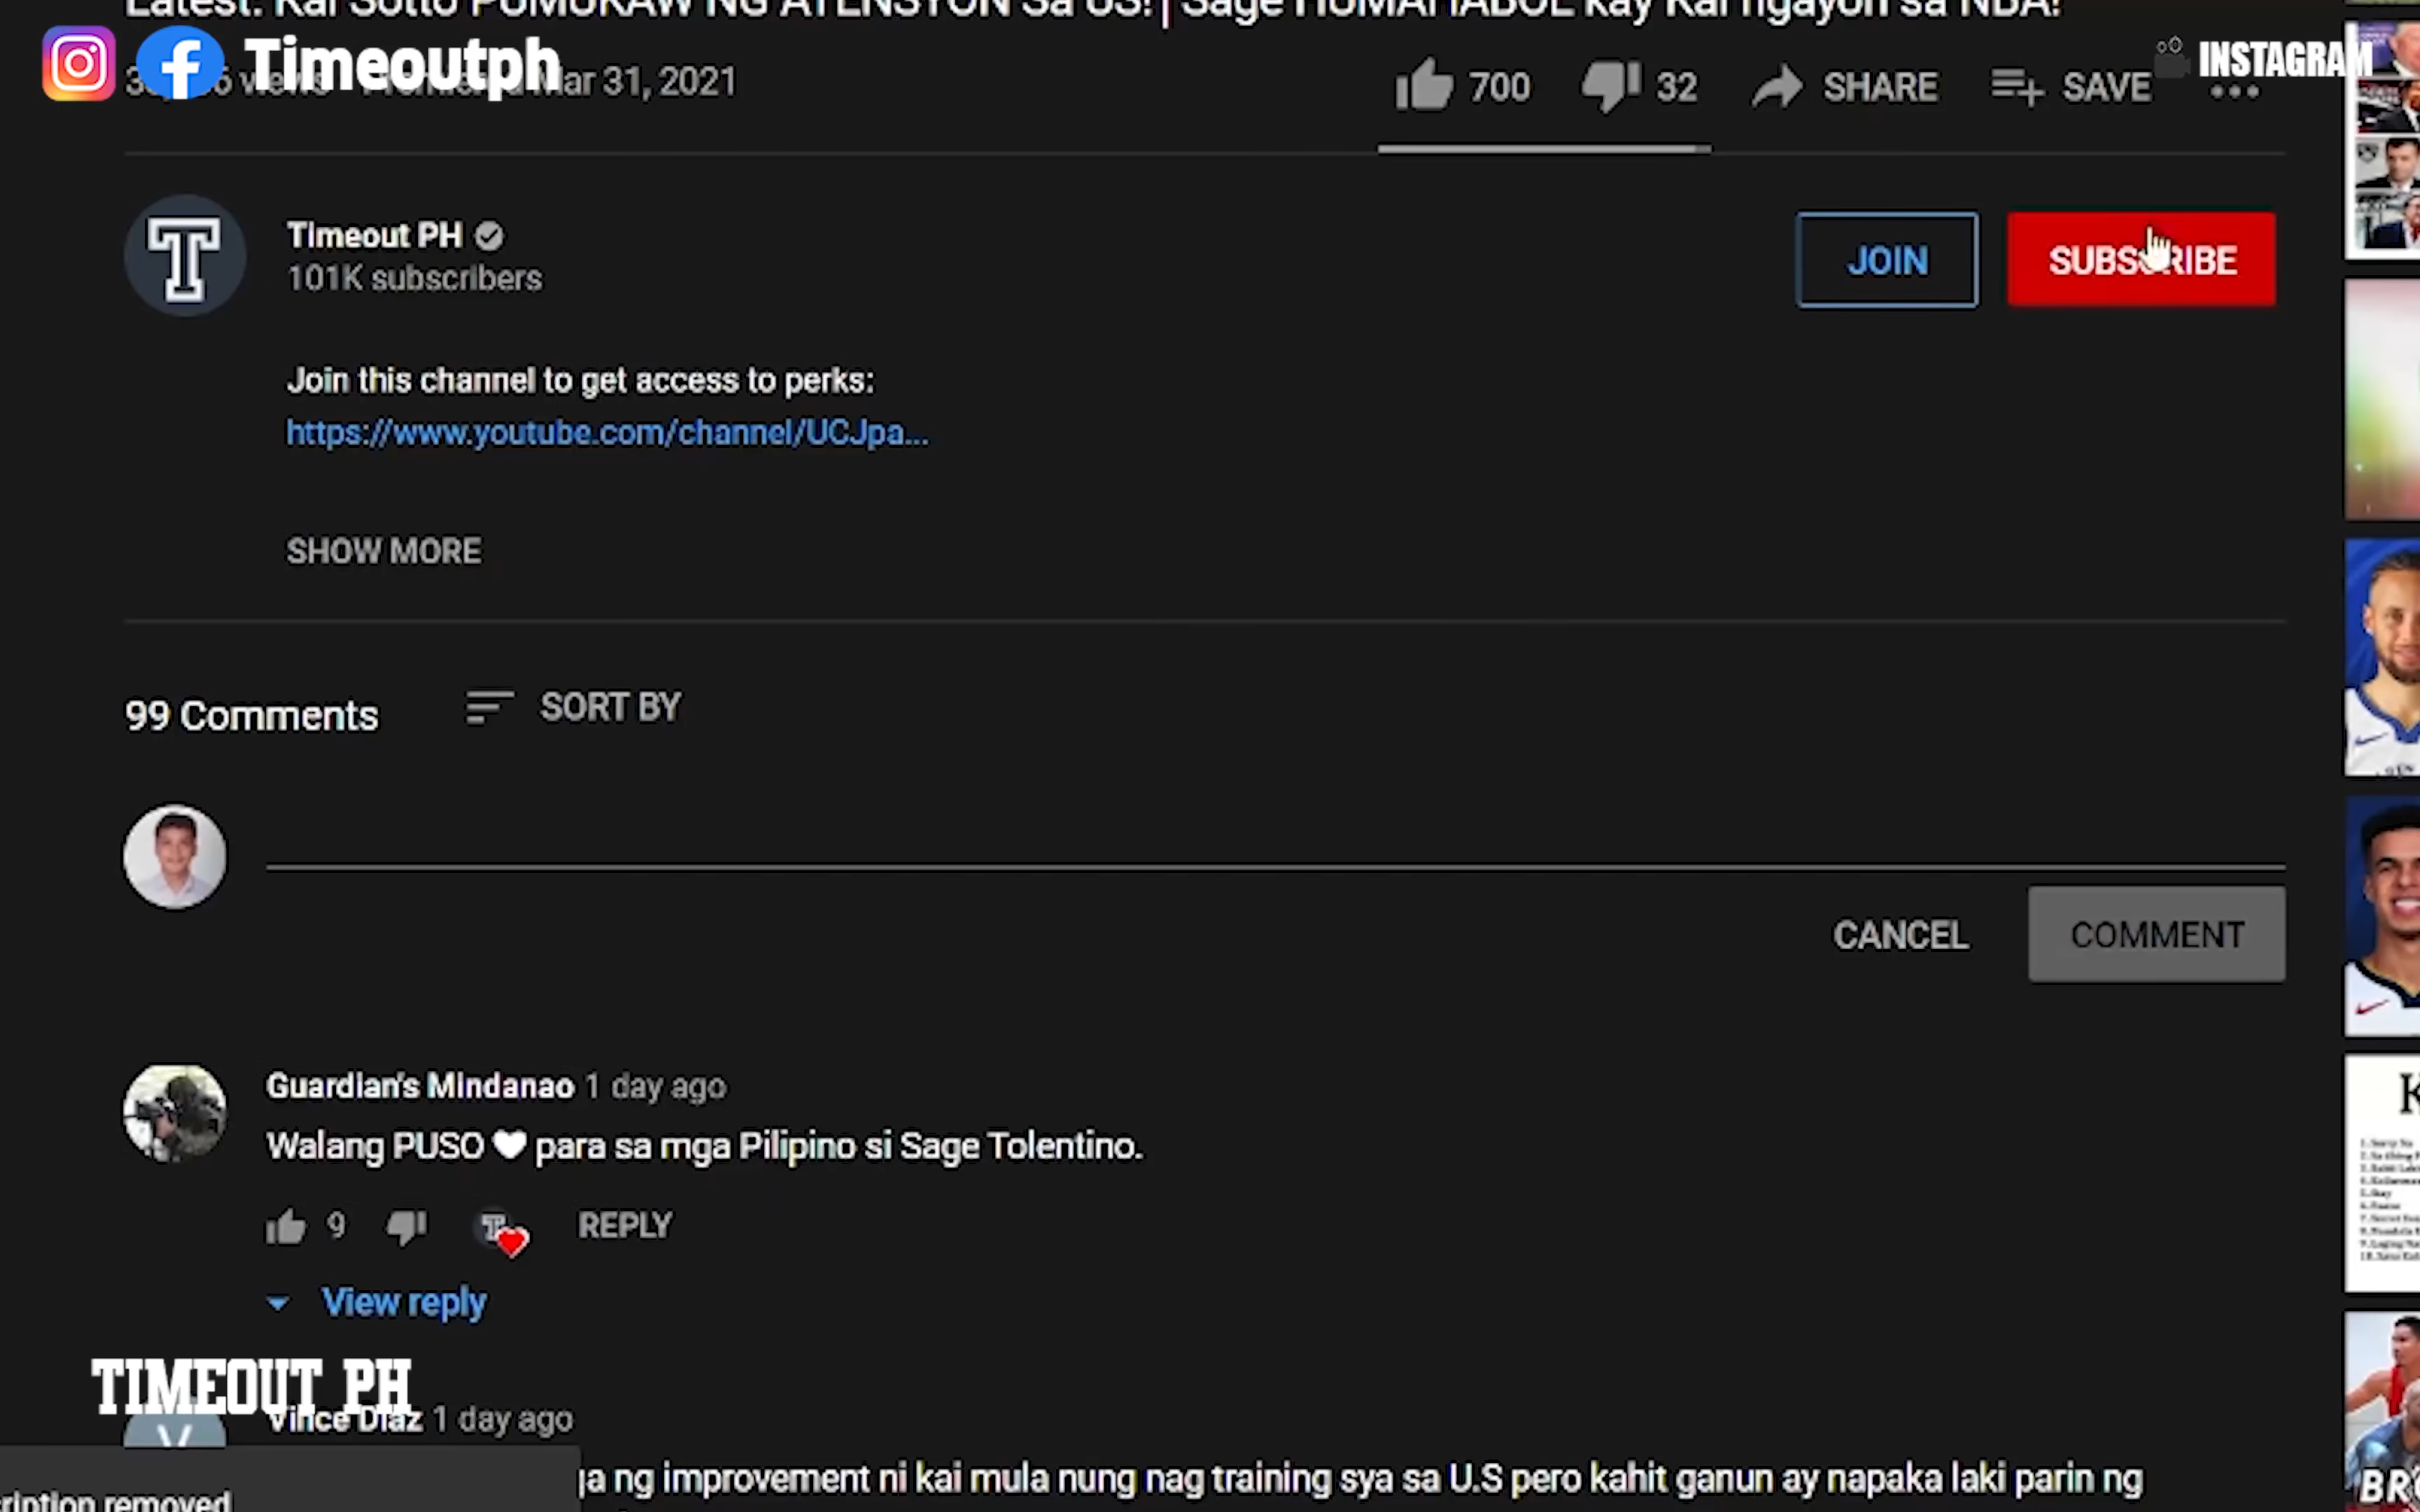 Latest: Kai Sotto PUMUKAW NG ATENSYON Sa US! | Sage HUMAHABOL kay Kai ngayon sa NBA!
Timeoutph
Mar 31, 2021
700 32 SHARE SAVE
INSTAGRAM
Timeout PH
101K subscribers
JOIN SUBSCRIBE
Join this channel to get access to perks:
https://www.youtube.com/channel/UCJpa...
SHOW MORE
99 Comments SORT BY
CANCEL COMMENT
Guardian's Mindanao 1 day ago
Walang PUSO 🤍 para sa mga Pilipino si Sage Tolentino.
9 REPLY
View reply
TIMEOUT PH
Vince Diaz 1 day ago
ng improvement ni kai mula nung nag training sya sa U.S pero kahit ganun ay napaka laki parin ng
removed